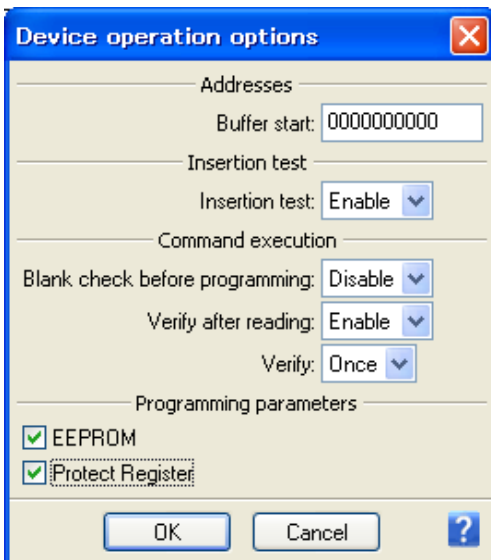 Device operation options
Addresses
Buffer start: 0000000000
Insertion test
Insertion test: Enable
Command execution
Blank check before programming: Disable
Verify after reading: Enable
Verify: Once
Programming parameters
EEPROM
Protect Register
OK Cancel ?